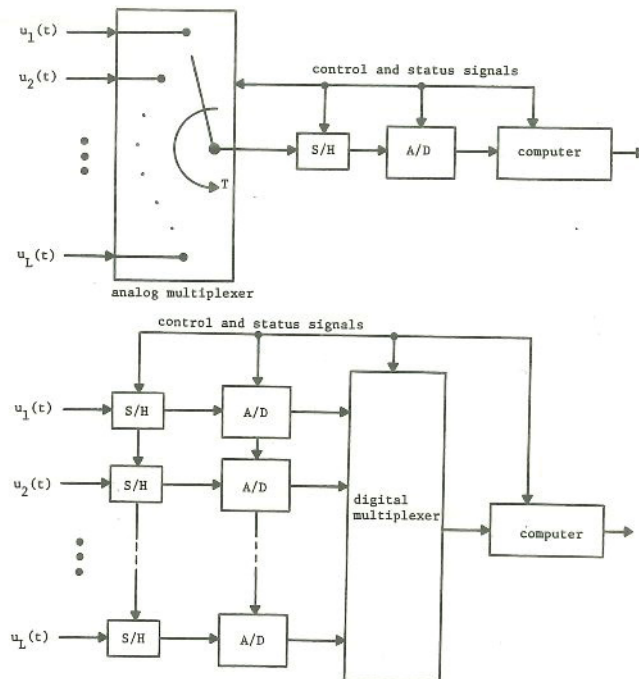 u1(t)
u2(t)
control and status signals
S/H
A/D
computer
T
uL(t)
analog multiplexer
control and status signals
u1(t)
S/H
A/D
u2(t)
S/H
A/D
digital
multiplexer
computer
uL(t)
S/H
A/D